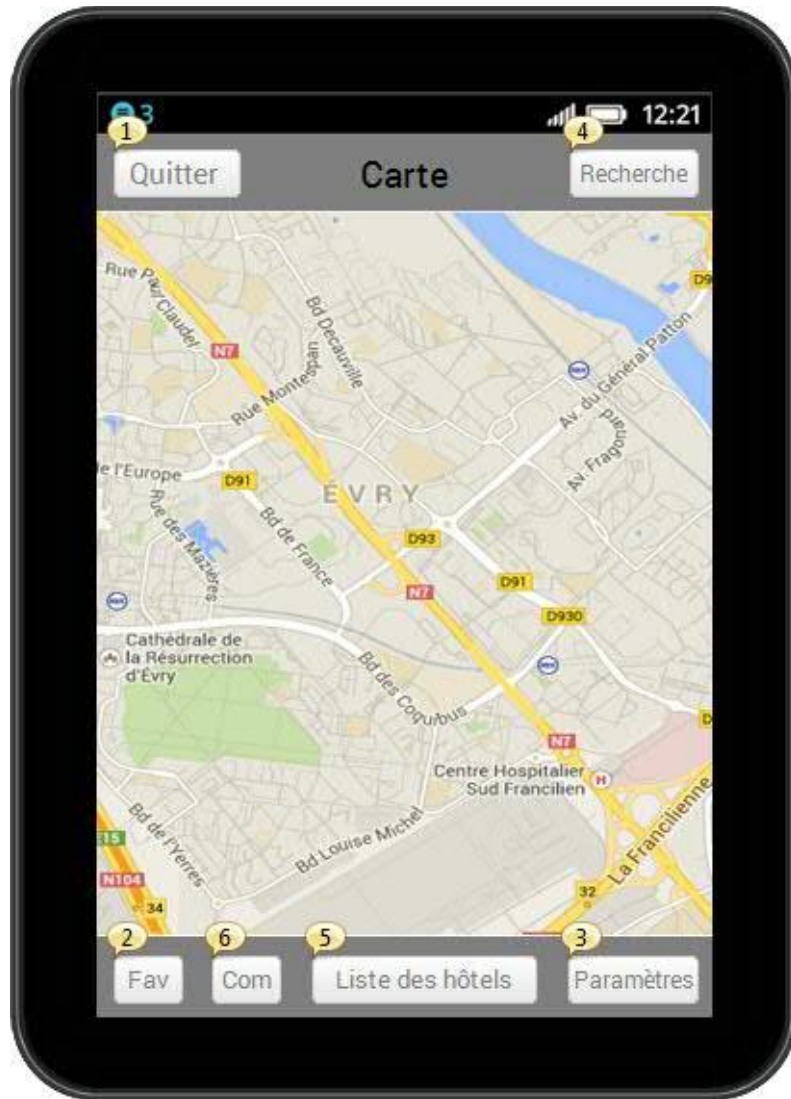 3
12:21
1
4
Quitter
Carte
Recherche
Rue Paul Claudel
D9
Bd Decauville
N7
Rue Montespan
Av. du Général Patton
Av. Fragonard
de l'Europe
D91
ÉVRY
Rue des Mazières
Bd de France
D93
D91
N7
D930
Cathédrale de
la Résurrection
d'Évry
Bd des Coquibus
D
N7
Centre Hospitalier
Sud Francilien
H
La Francilienne
Bd Louise Michel
Bd de l'Yerres
E15
N104
34
32
2
6
5
3
Fav
Com
Liste des hôtels
Paramètres